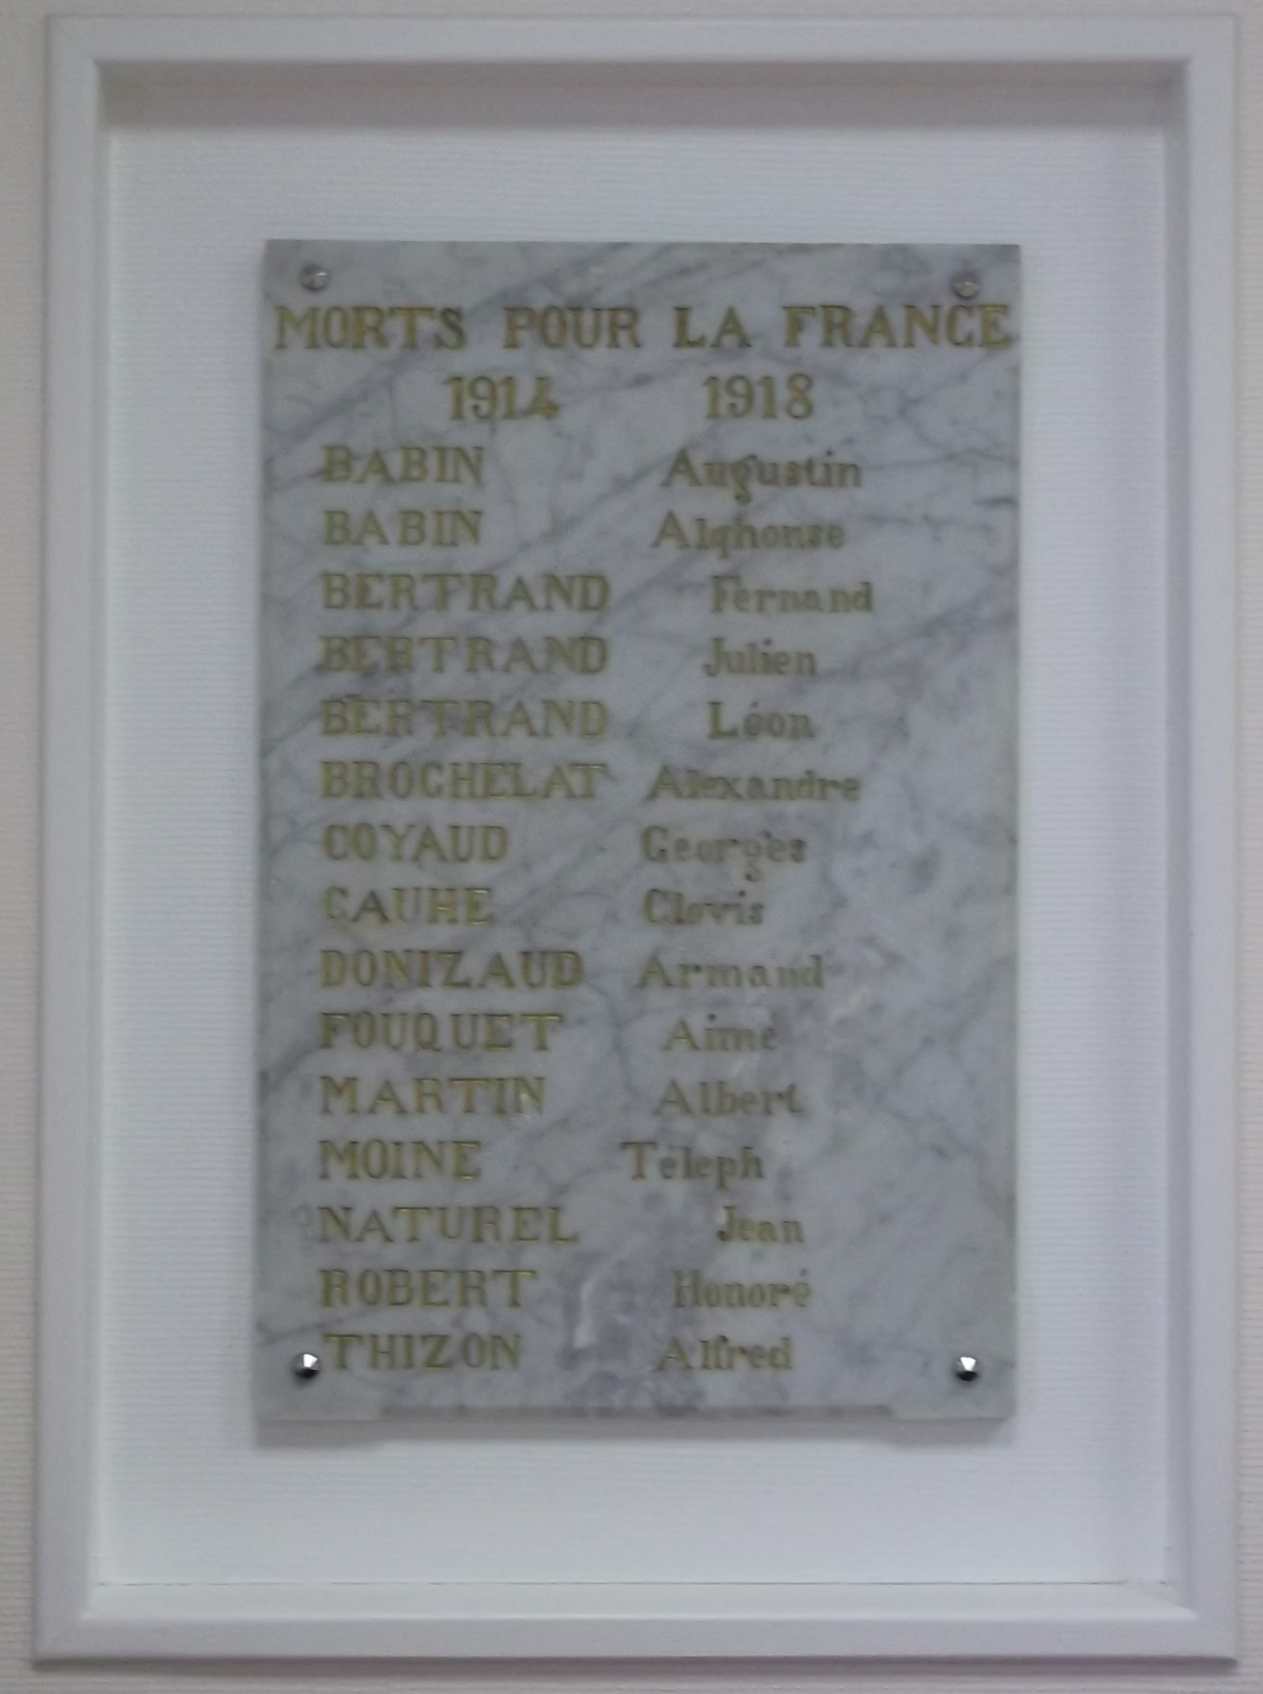 MORTS POUR LA FRANCE
1914 1918
BABIN Augustin
BABIN Alphonse
BERTRAND Fernand
BERTRAND Julien
BERTRAND Léon
BROCHELAT Alexandre
COYAUD Georges
CAUHE Clovis
DONIZAUD Armand
FOUQUET Aimé
MARTIN Albert
MOINE Téleph
NATUREL Jean
ROBERT Honoré
THIZON Alfred